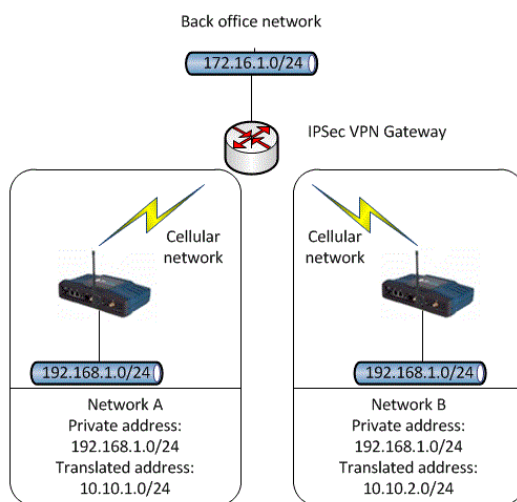 Back office network
172.16.1.0/24
IPSec VPN Gateway
Cellular
network
Cellular
network
192.168.1.0/24
192.168.1.0/24
Network A
Private address:
192.168.1.0/24
Translated address:
10.10.1.0/24
Network B
Private address:
192.168.1.0/24
Translated address:
10.10.2.0/24